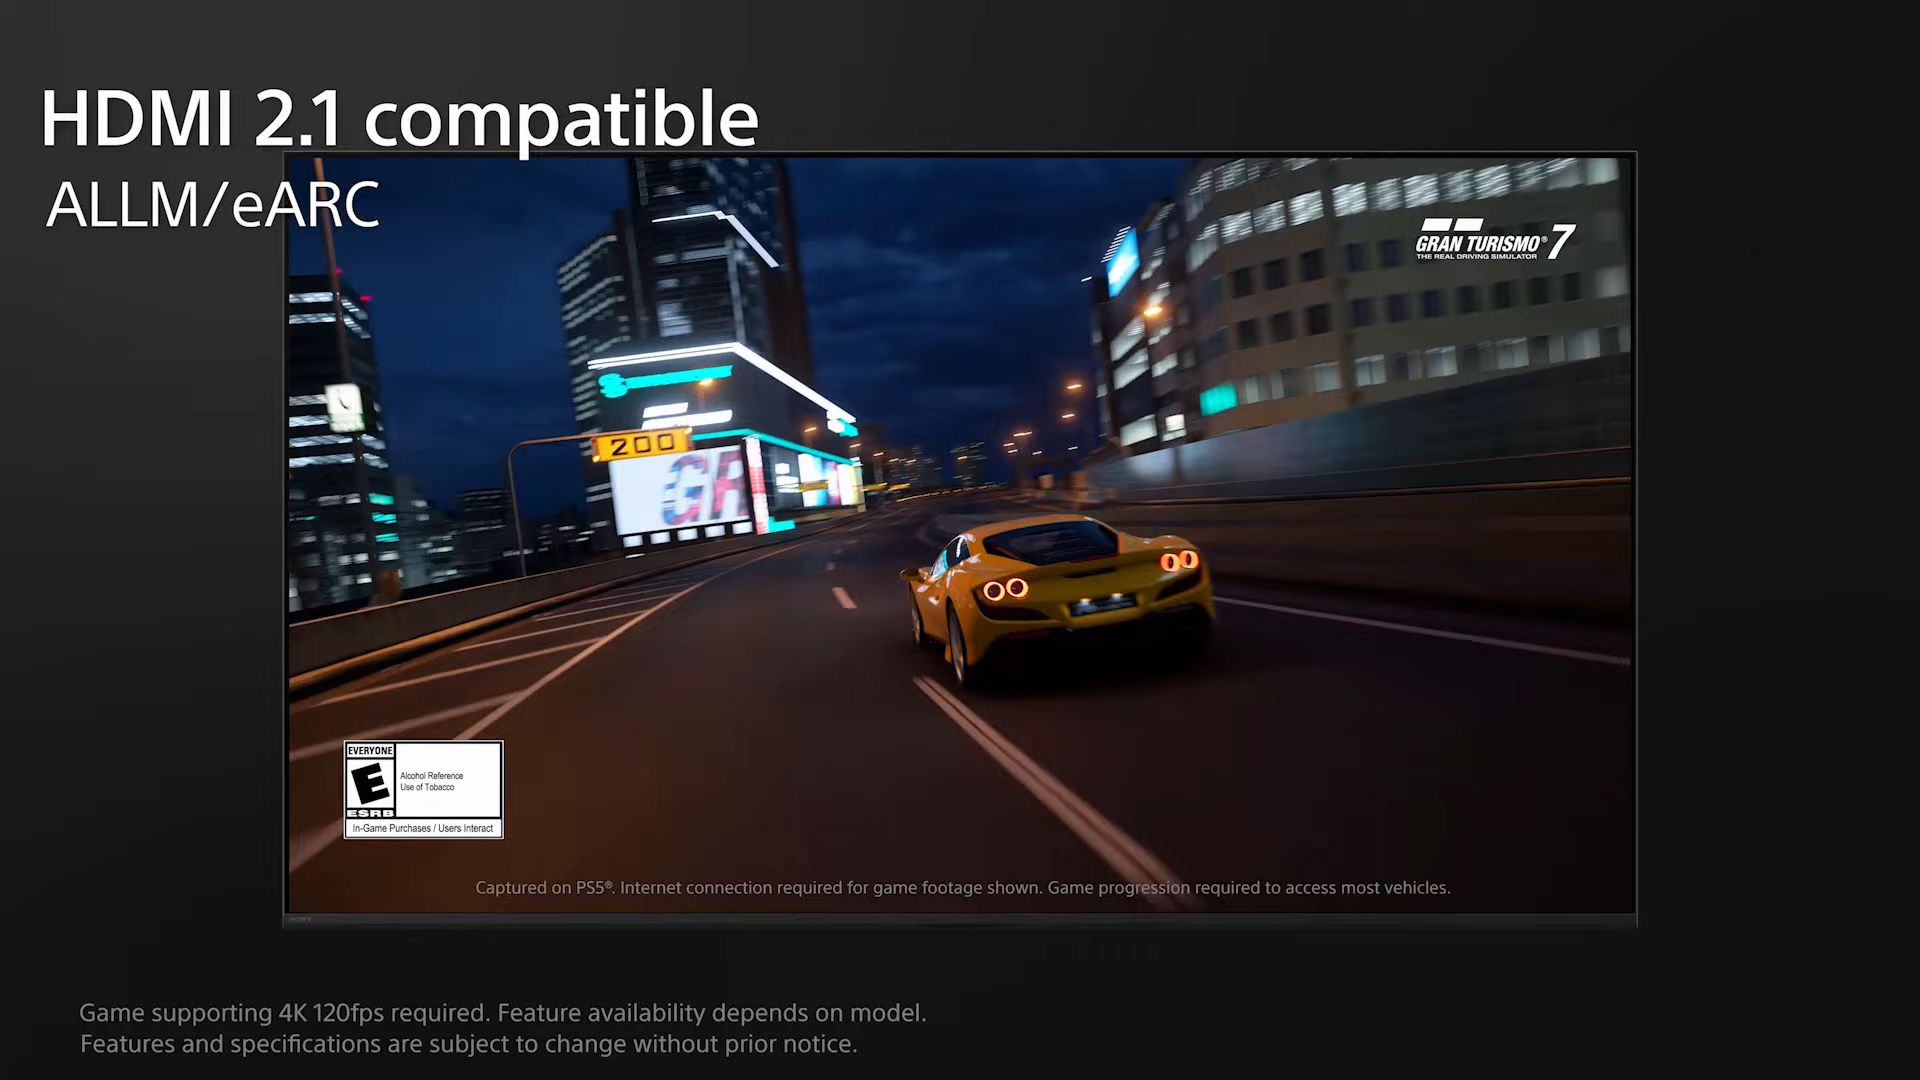 HDMI 2.1 compatible
ALLM/eARC
GRAN TURISMO® 7
THE REAL DRIVING SIMULATOR
200
GR
EVERYONE
E
ESRB
Alcohol Reference
Use of Tobacco
In-Game Purchases / Users Interact
Captured on PS5®. Internet connection required for game footage shown. Game progression required to access most vehicles.
SONY
Game supporting 4K 120fps required. Feature availability depends on model.
Features and specifications are subject to change without prior notice.